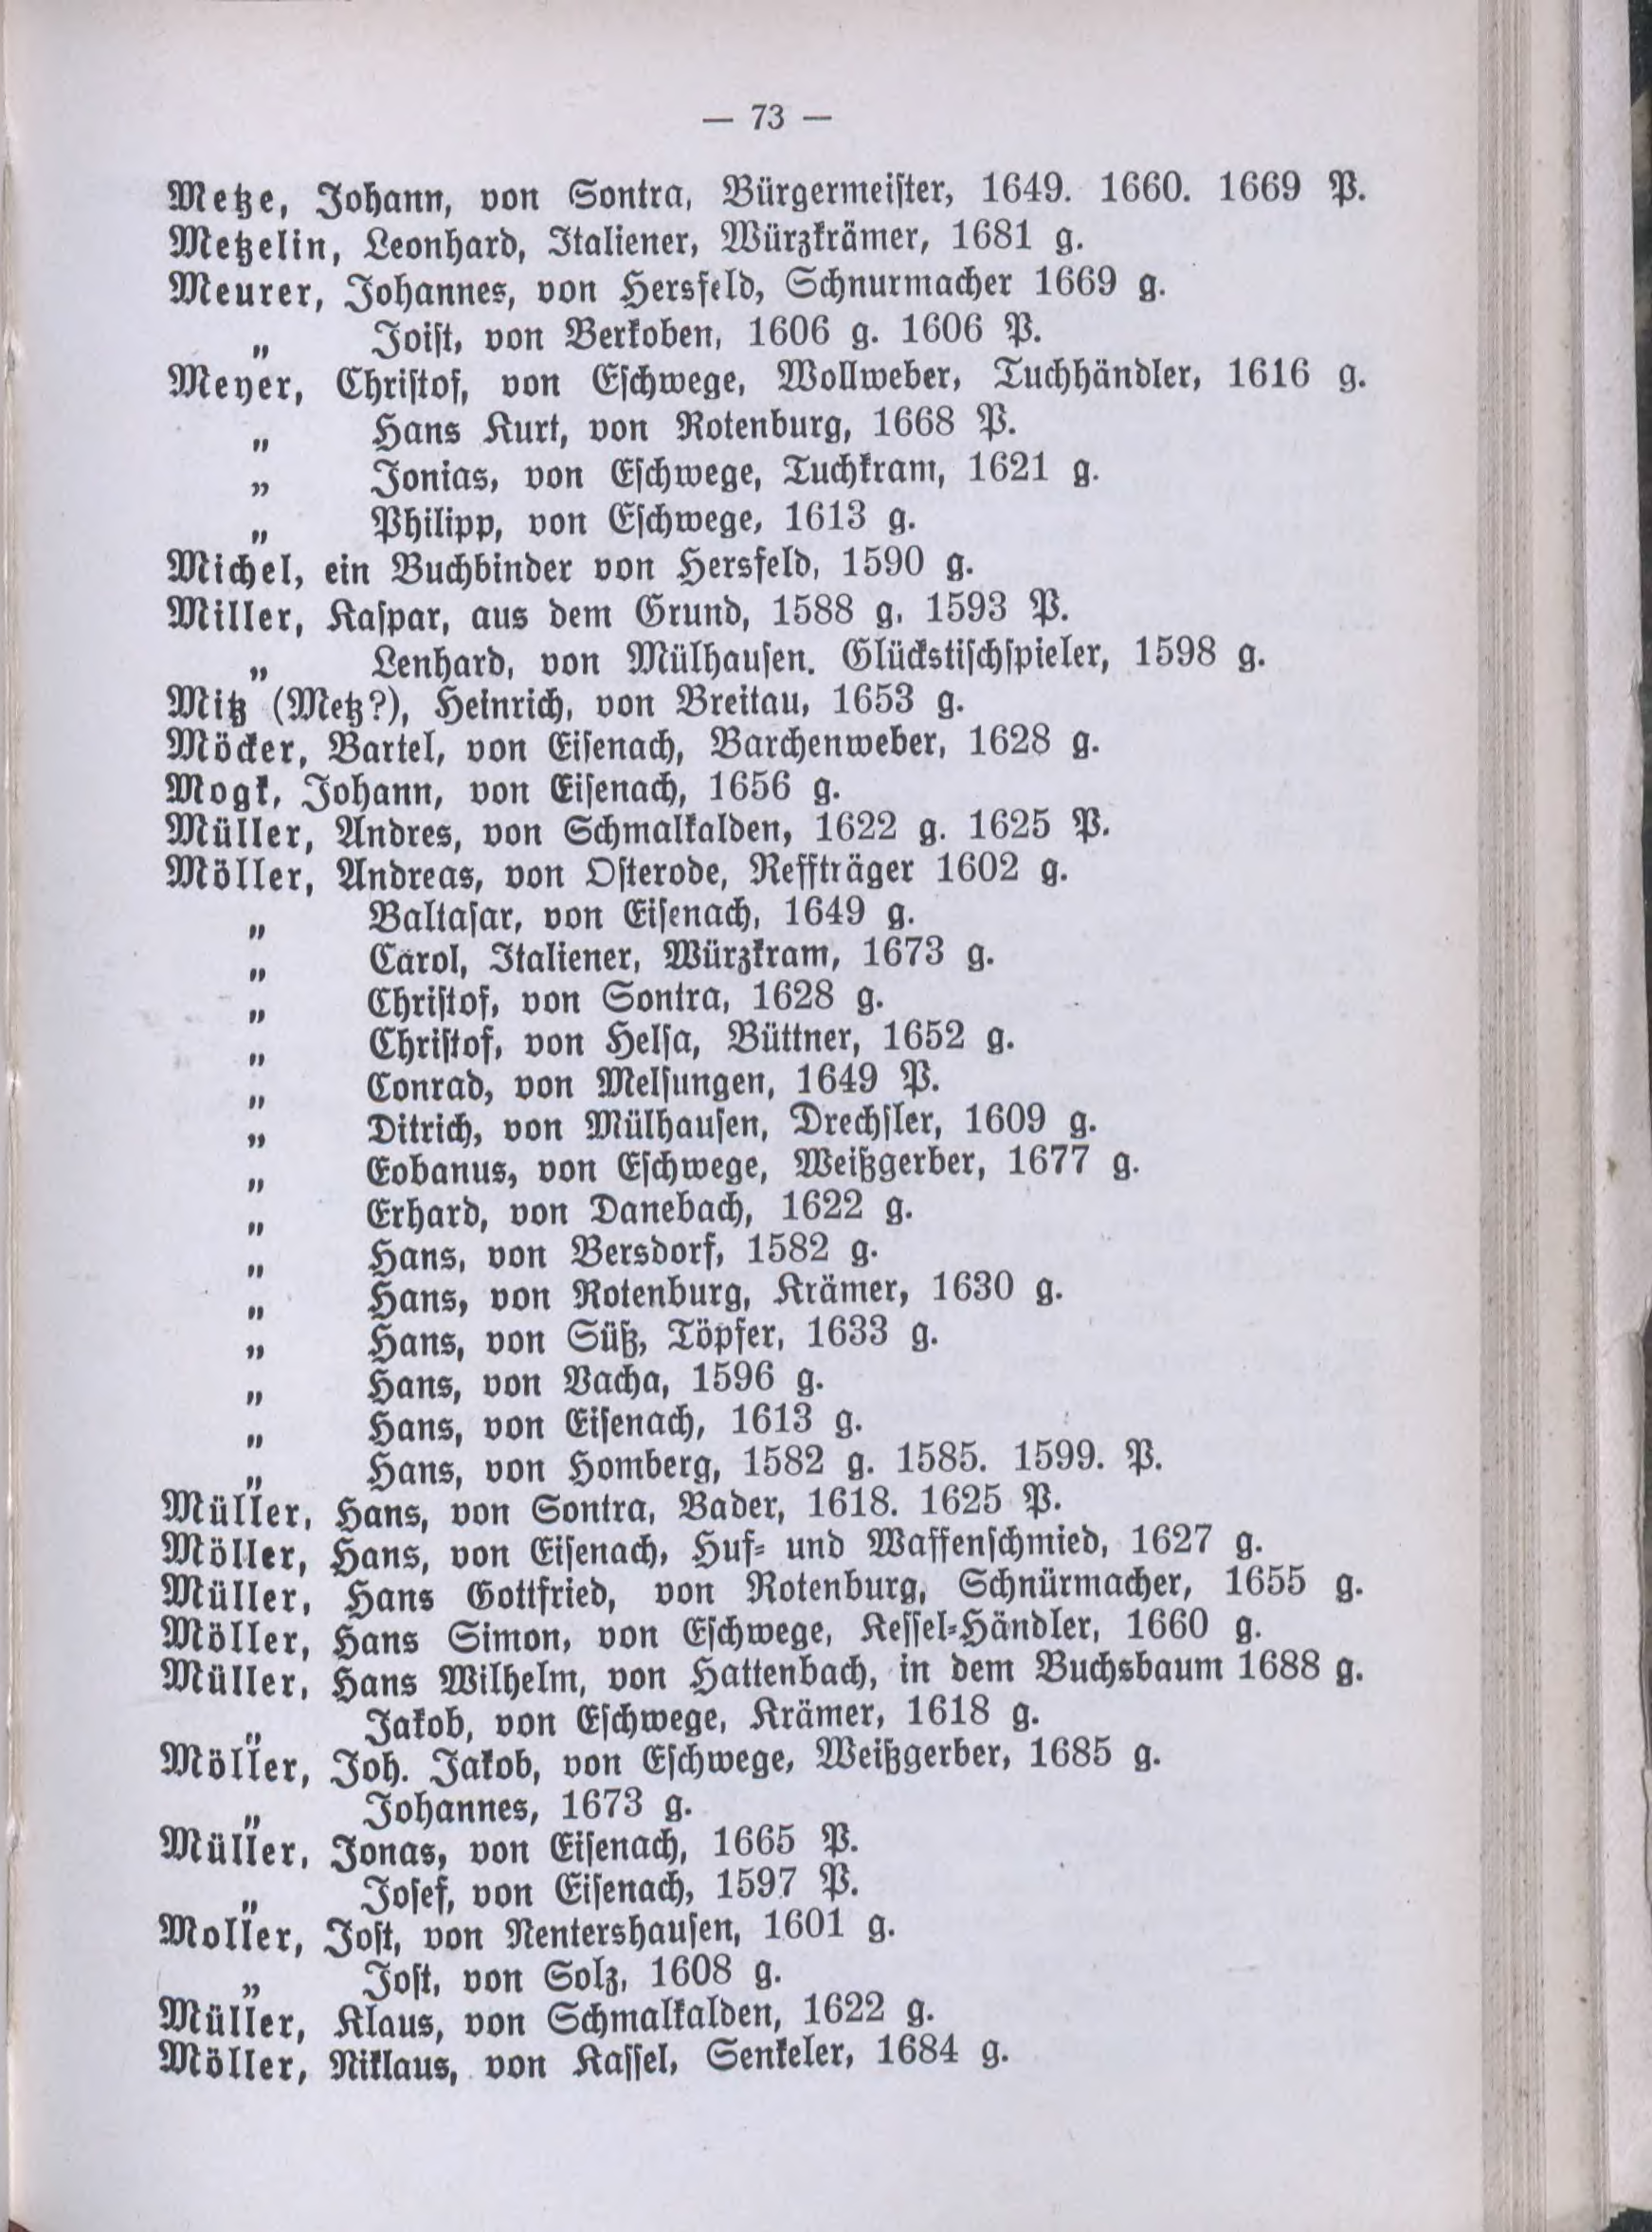 — 73 —
Metze, Johann, von Sontra, Bürgermeister, 1649. 1660. 1669 P.
Metzelin, Leonhard, Italiener, Würzkrämer, 1681 g.
Meurer, Johannes, von Hersfeld, Schnurmacher 1669 g.
„ Joist, von Berkoben, 1606 g. 1606 P.
Meyer, Christof, von Eschwege, Wollweber, Tuchhändler, 1616 g.
„ Hans Kurt, von Rotenburg, 1668 P.
„ Jonias, von Eschwege, Tuchkram, 1621 g.
„ Philipp, von Eschwege, 1613 g.
Michel, ein Buchbinder von Hersfeld, 1590 g.
Miller, Kaspar, aus dem Grund, 1588 g. 1593 P.
„ Lenhard, von Mülhausen. Glückstischspieler, 1598 g.
Mitz (Metz?), Heinrich, von Breitau, 1653 g.
Möcker, Bartel, von Eisenach, Barchenweber, 1628 g.
Mogk, Johann, von Eisenach, 1656 g.
Müller, Andres, von Schmalkalden, 1622 g. 1625 P.
Möller, Andreas, von Osterode, Reffträger 1602 g.
„ Baltasar, von Eisenach, 1649 g.
„ Carol, Italiener, Würzkram, 1673 g.
„ Christof, von Sontra, 1628 g.
„ Christof, von Helsa, Büttner, 1652 g.
„ Conrad, von Melsungen, 1649 P.
„ Ditrich, von Mülhausen, Drechsler, 1609 g.
„ Eobanus, von Eschwege, Weißgerber, 1677 g.
„ Erhard, von Danebach, 1622 g.
„ Hans, von Bersdorf, 1582 g.
„ Hans, von Rotenburg, Krämer, 1630 g.
„ Hans, von Süß, Töpfer, 1633 g.
„ Hans, von Vacha, 1596 g.
„ Hans, von Eisenach, 1613 g.
„ Hans, von Homberg, 1582 g. 1585. 1599. P.
Müller, Hans, von Sontra, Bader, 1618. 1625 P.
Möller, Hans, von Eisenach, Huf- und Waffenschmied, 1627 g.
Müller, Hans Gottfried, von Rotenburg, Schnürmacher, 1655 g.
Möller, Hans Simon, von Eschwege, Kessel-Händler, 1660 g.
Müller, Hans Wilhelm, von Hattenbach, in dem Buchsbaum 1688 g.
„ Jakob, von Eschwege, Krämer, 1618 g.
Möller, Joh. Jakob, von Eschwege, Weißgerber, 1685 g.
„ Johannes, 1673 g.
Müller, Jonas, von Eisenach, 1665 P.
„ Josef, von Eisenach, 1597 P.
Moller, Jost, von Nentershausen, 1601 g.
„ Jost, von Solz, 1608 g.
Müller, Klaus, von Schmalkalden, 1622 g.
Möller, Niklaus, von Kassel, Senkeler, 1684 g.